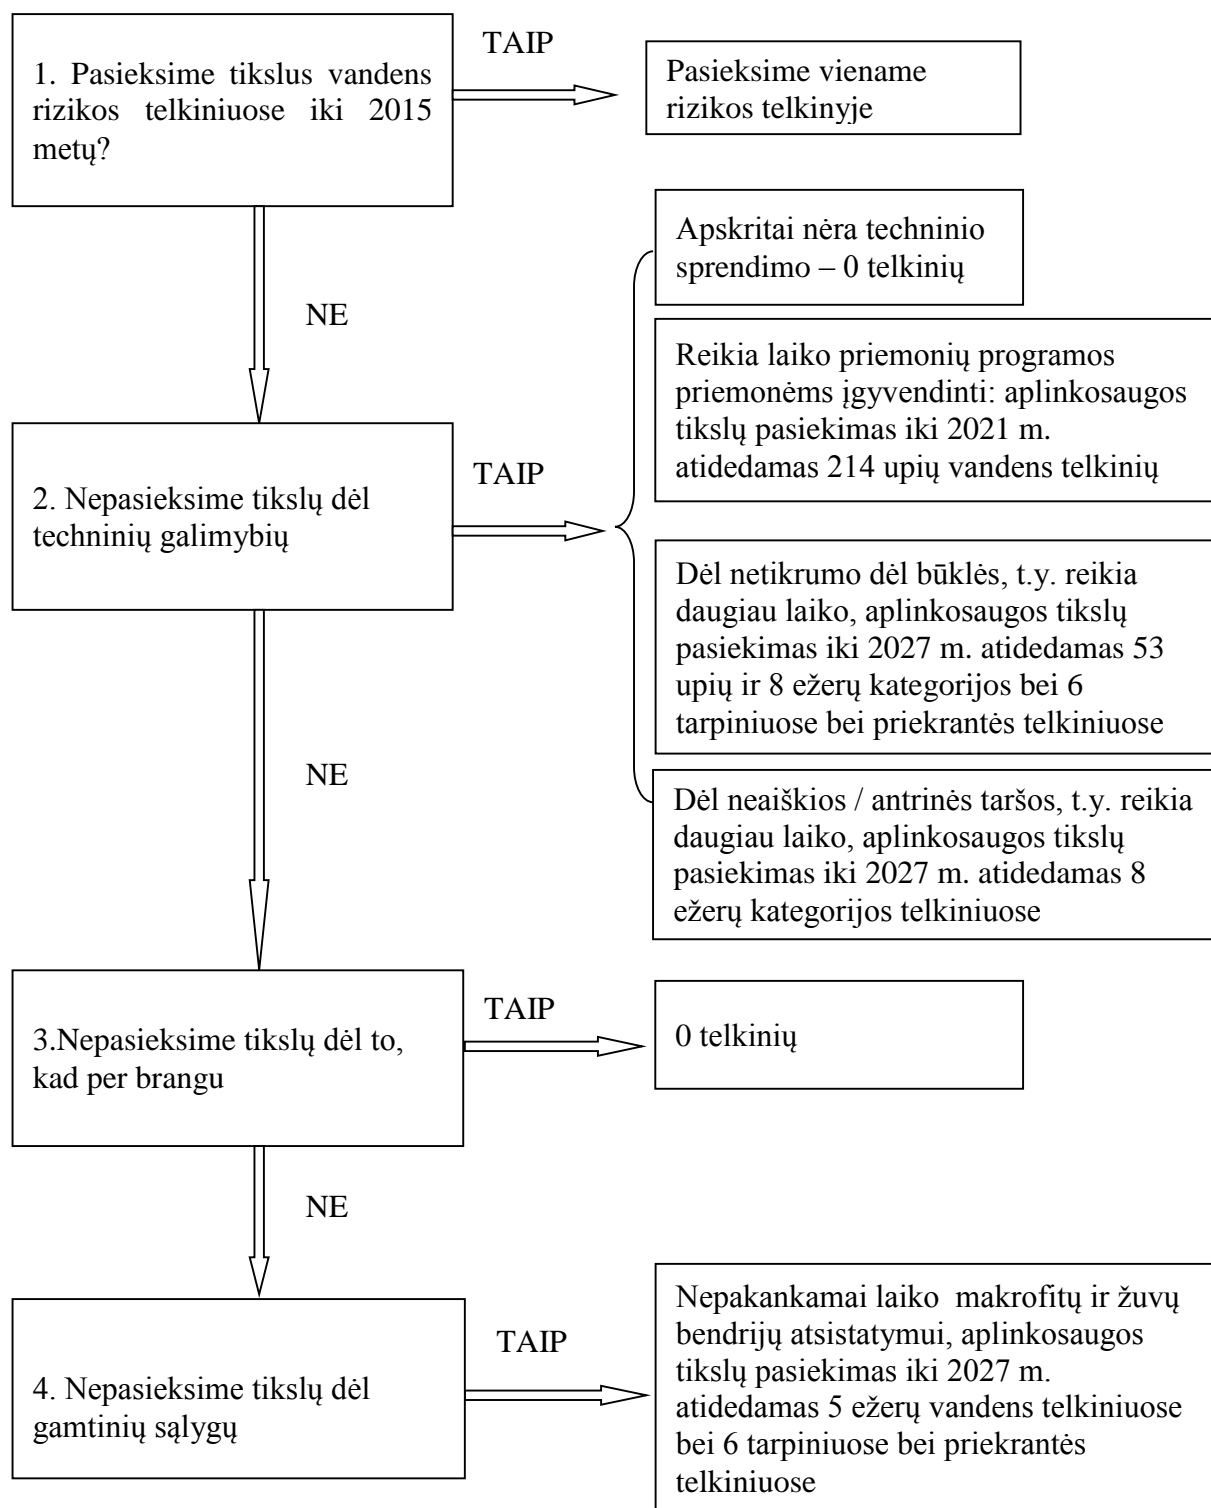 1. Pasieksime tikslus vandens
rizikos telkiniuose iki 2015
metų?
TAIP
Pasieksime viename
rizikos telkinyje
NE
Apskritai nėra techninio
sprendimo – 0 telkinių
Reikia laiko priemonių programos
priemonėms įgyvendinti: aplinkosaugos
tikslų pasiekimas iki 2021 m.
atidedamas 214 upių vandens telkinių
2. Nepasieksime tikslų dėl
techninių galimybių
TAIP
Dėl netikrumo dėl būklės, t.y. reikia
daugiau laiko, aplinkosaugos tikslų
pasiekimas iki 2027 m. atidedamas 53
upių ir 8 ežerų kategorijos bei 6
tarpiniuose bei priekrantės telkiniuose
NE
Dėl neaiškios / antrinės taršos, t.y. reikia
daugiau laiko, aplinkosaugos tikslų
pasiekimas iki 2027 m. atidedamas 8
ežerų kategorijos telkiniuose
3.Nepasieksime tikslų dėl to,
kad per brangu
TAIP
0 telkinių
NE
4. Nepasieksime tikslų dėl
gamtinių sąlygų
TAIP
Nepakankamai laiko makrofitų ir žuvų
bendrijų atsistatymui, aplinkosaugos
tikslų pasiekimas iki 2027 m.
atidedamas 5 ežerų vandens telkiniuose
bei 6 tarpiniuose bei priekrantės
telkiniuose